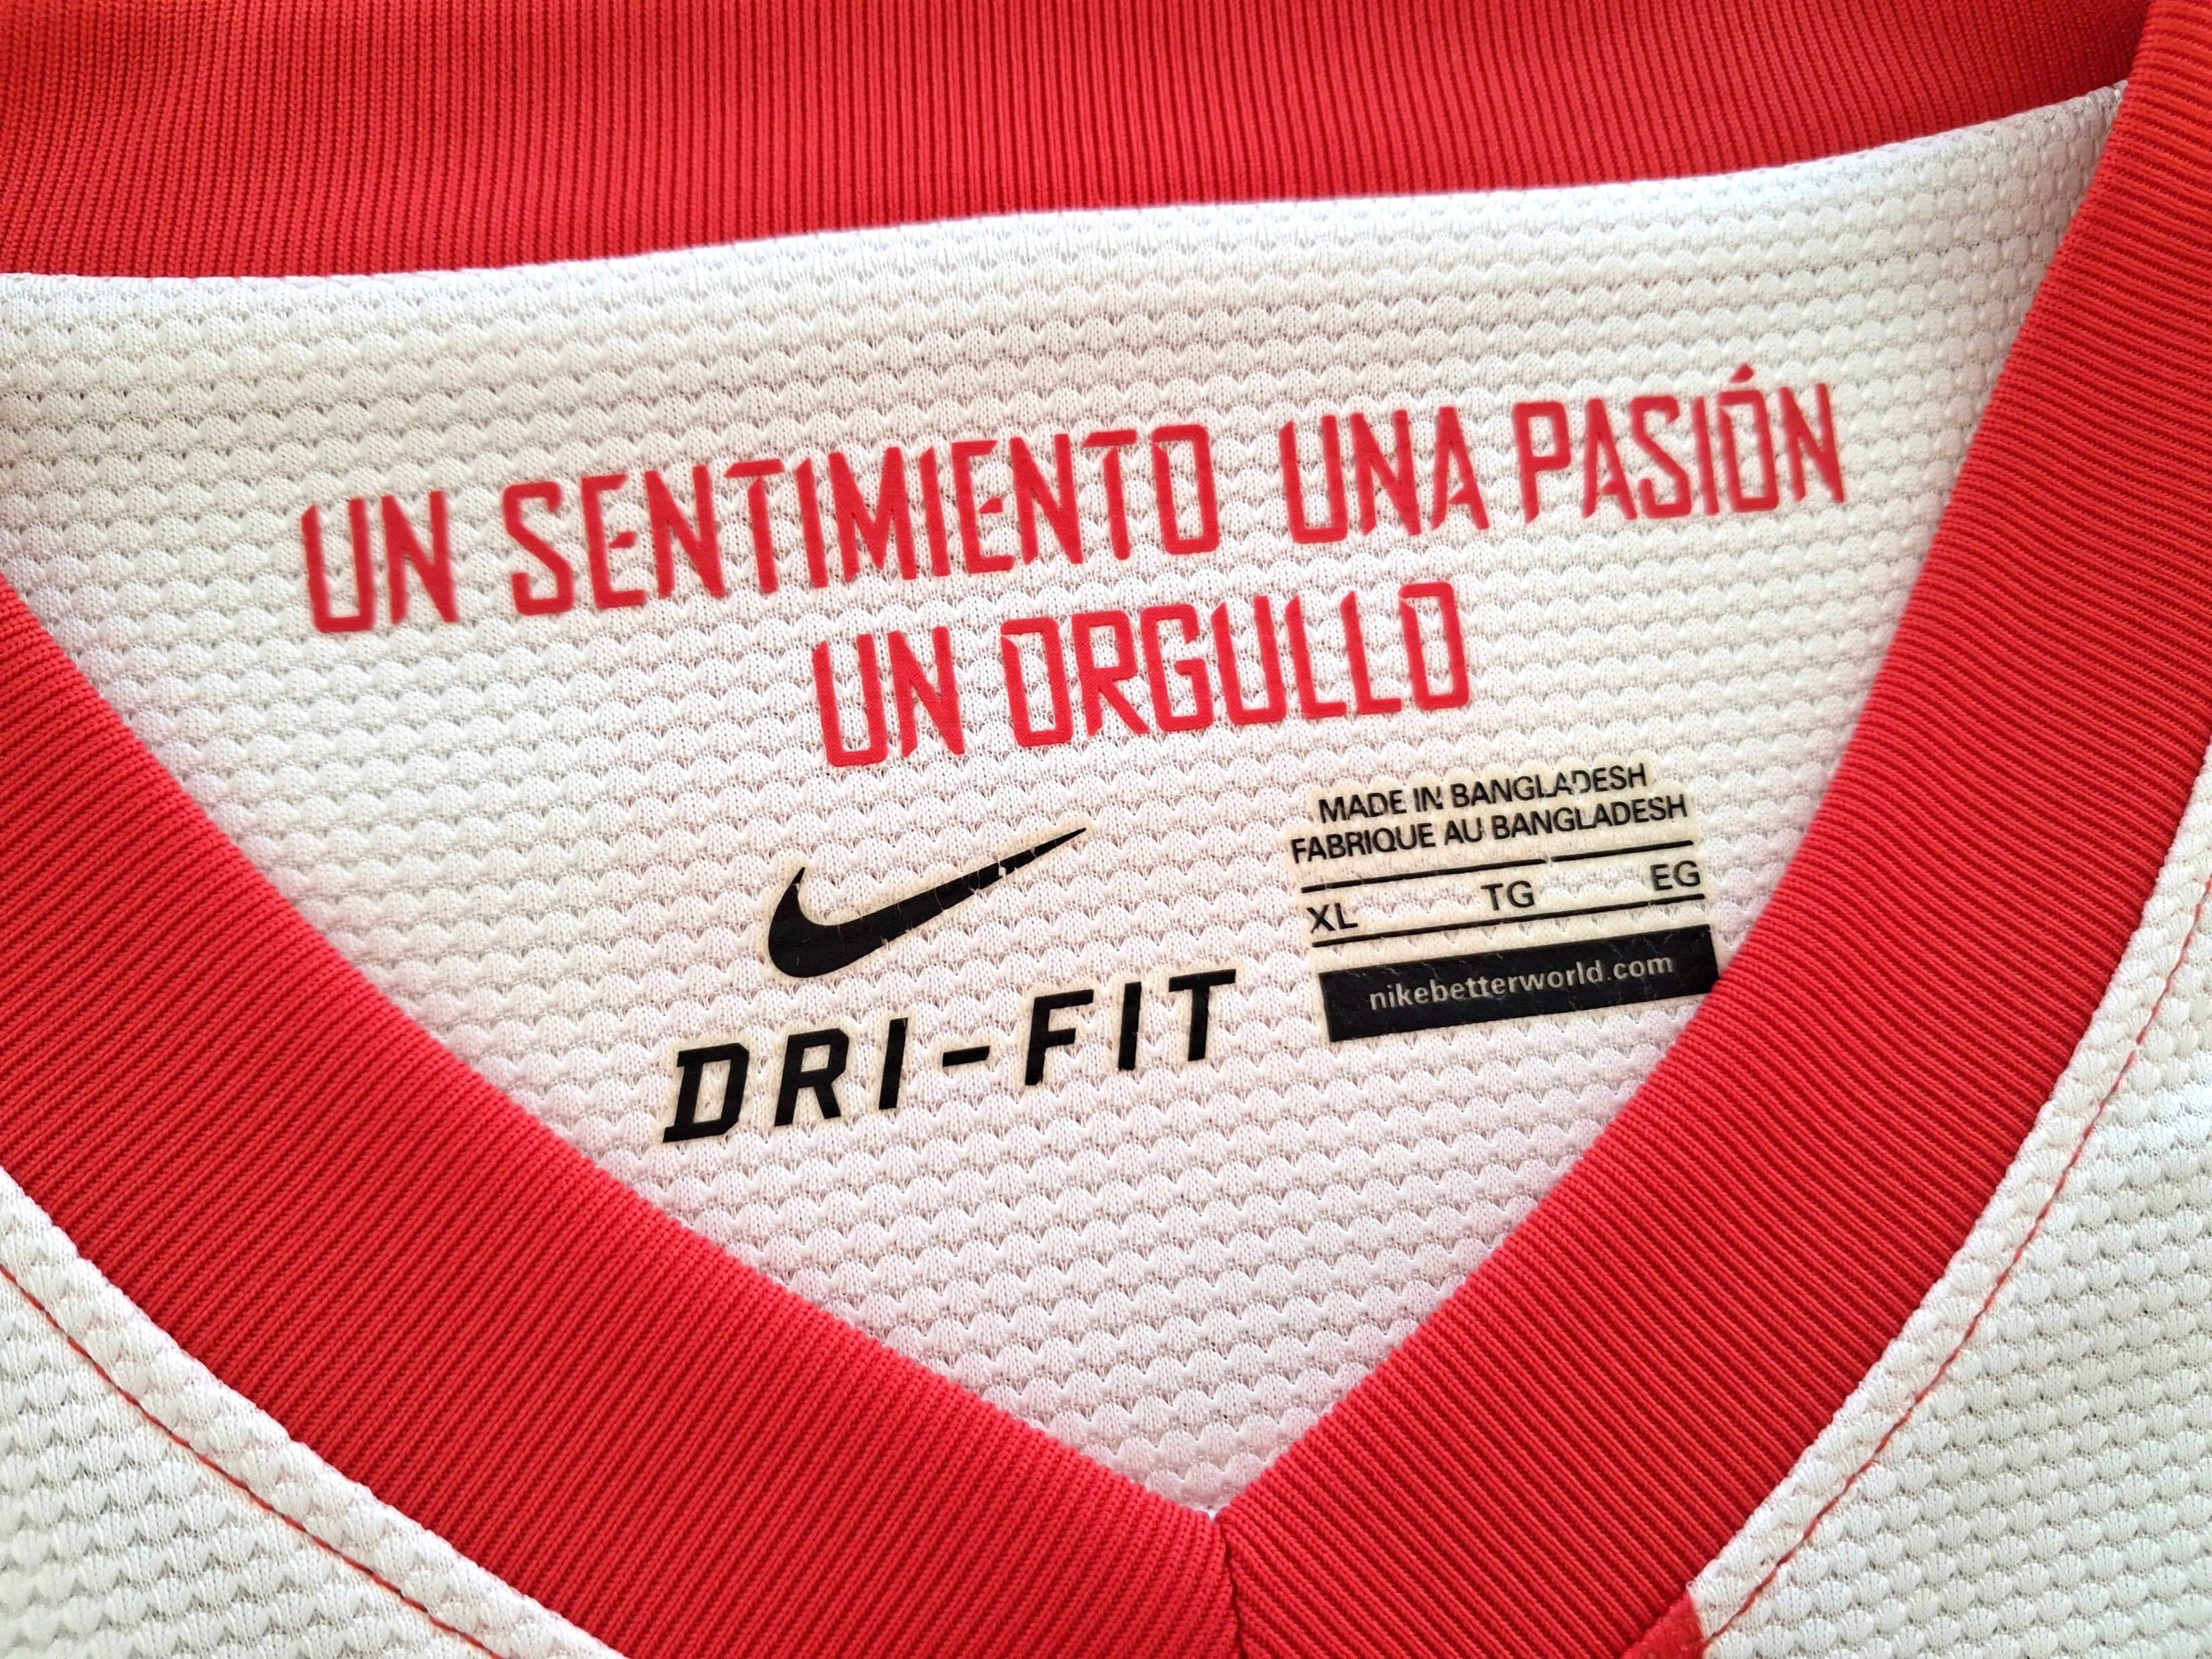 UN SENTIMIENTO UNA PASIÓN
UN ORGULLO
MADE IN BANGLADESH
FABRIQUE AU BANGLADESH
XL TG EG
nikebetterworld.com
DRI-FIT